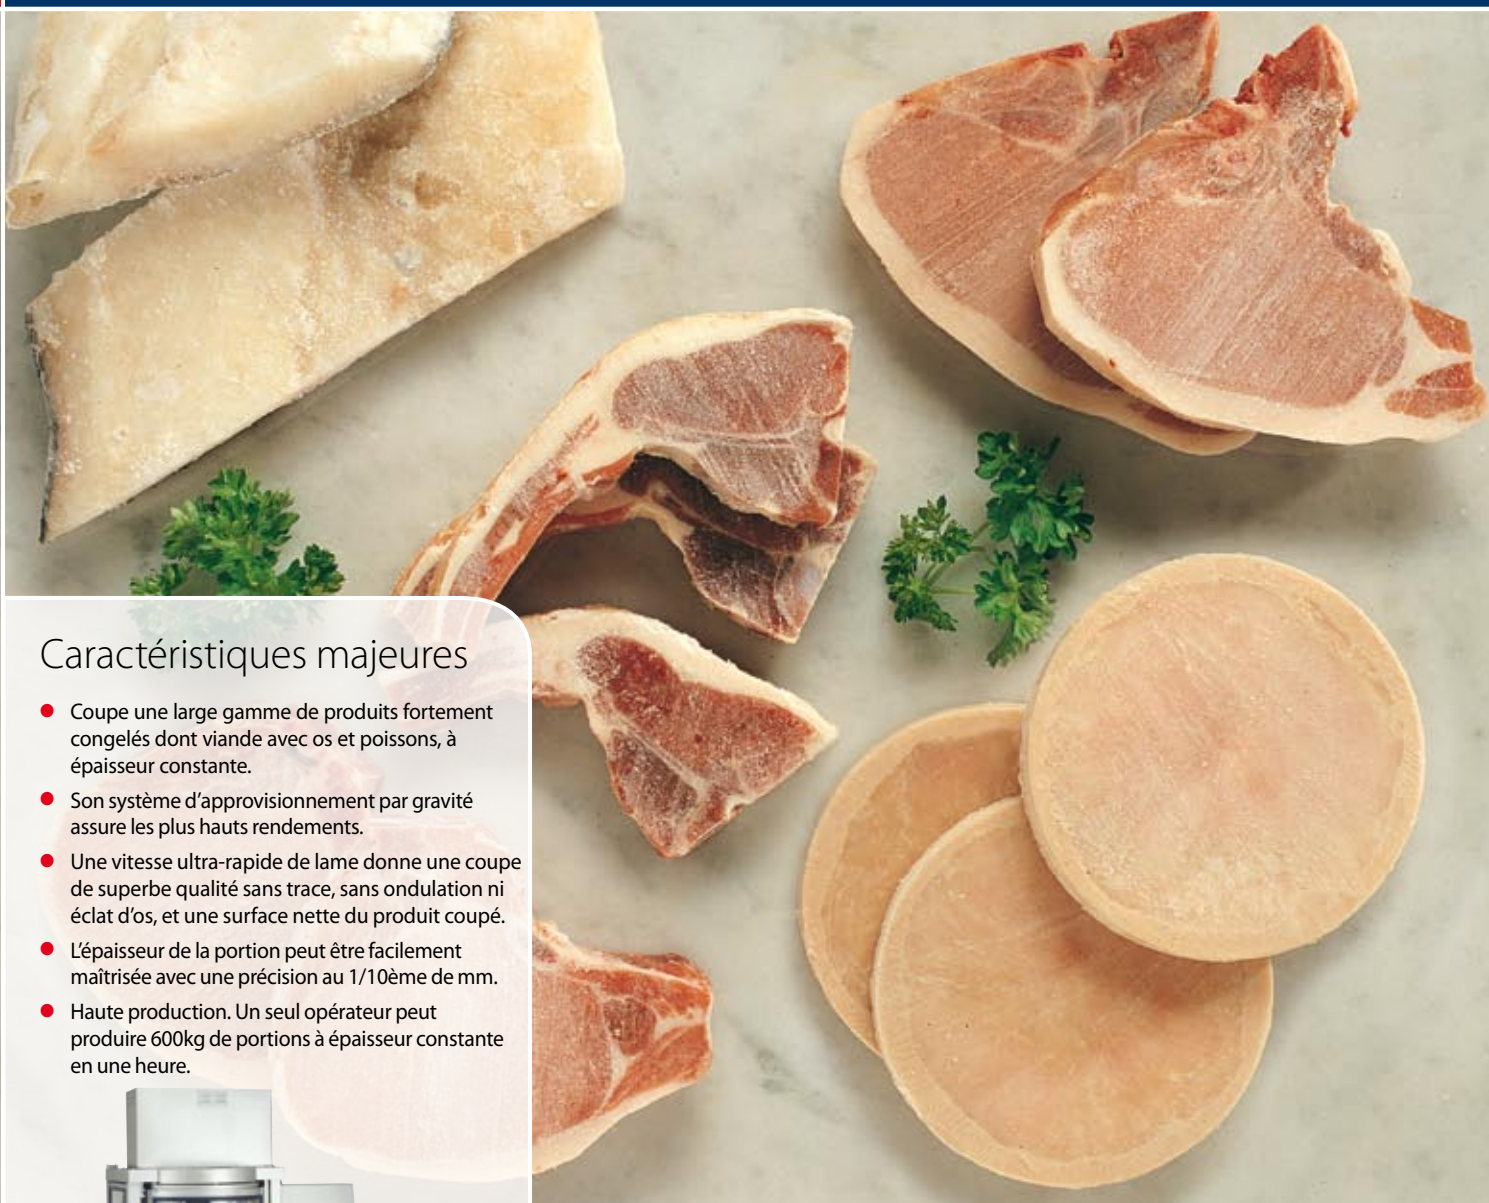 Caractéristiques majeures
● Coupe une large gamme de produits fortement
congelés dont viande avec os et poissons, à
épaisseur constante.
● Son système d’approvisionnement par gravité
assure les plus hauts rendements.
● Une vitesse ultra-rapide de lame donne une coupe
de superbe qualité sans trace, sans ondulation ni
éclat d’os, et une surface nette du produit coupé.
● L’épaisseur de la portion peut être facilement
maîtrisée avec une précision au 1/10ème de mm.
● Haute production. Un seul opérateur peut
produire 600kg de portions à épaisseur constante
en une heure.